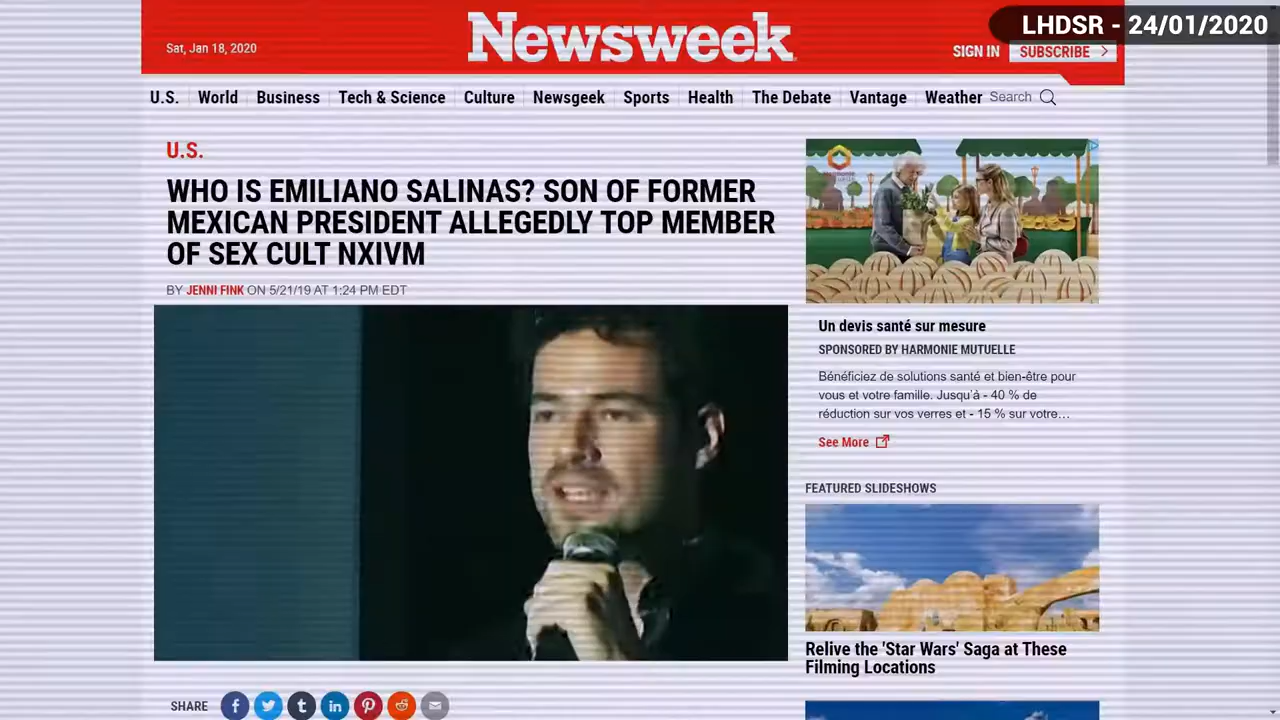 LHDSR - 24/01/2020
Sat, Jan 18, 2020
Newsweek
SIGN IN
SUBSCRIBE
U.S. World Business Tech & Science Culture Newsgeek Sports Health The Debate Vantage Weather Search
U.S.
WHO IS EMILIANO SALINAS? SON OF FORMER
MEXICAN PRESIDENT ALLEGEDLY TOP MEMBER
OF SEX CULT NXIVM
BY JENNI FINK ON 5/21/19 AT 1:24 PM EDT
Un devis santé sur mesure
SPONSORED BY HARMONIE MUTUELLE
Bénéficiez de solutions santé et bien-être pour
vous et votre famille. Jusqu'à - 40 % de
réduction sur vos verres et - 15 % sur votre…
See More
FEATURED SLIDESHOWS
Relive the 'Star Wars' Saga at These
Filming Locations
SHARE